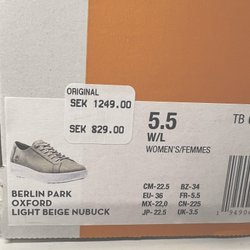 ORIGINAL
SEK 1249.00
SEK 829.00
5.5
W/L
WOMEN'S/FEMMES
TB
BERLIN PARK
OXFORD
LIGHT BEIGE NUBUCK
CM-22.5 BZ-34
EU- 36 FR-5.5
MX-22,0 CN-225
JP- 22.5 UK-3.5